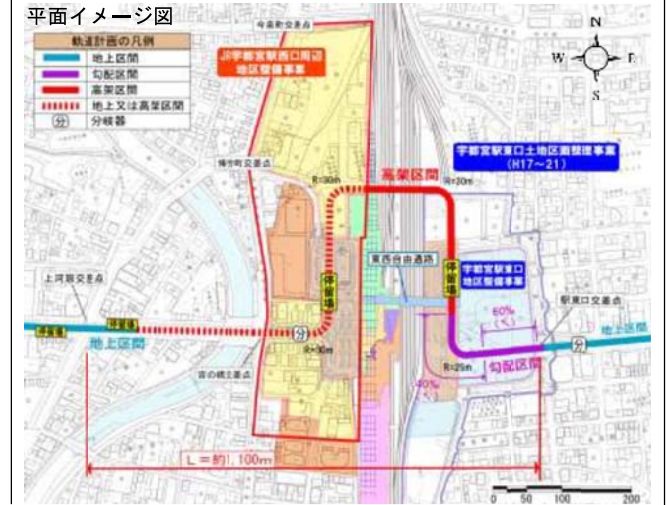 平面イメージ図
軌道計画の凡例
地上区間
勾配区間
高架区間
地上又は高架区間
分 分岐器
今泉町交差点
JR宇都宮駅西口周辺
地区整備事業
N
W
E
S
宇都宮駅東口土地区画整理事業
(H17~21)
博労町交差点
R=30m
高架区間
R=30m
停留場
東西自由通路
停留場
宇都宮駅東口
地区整備事業
駅東口交差点
上河原交差点
停留場
停留場
地上区間
分
60‰
地上区間
分
宮の橋交差点
R=30m
R=25m
勾配区間
40‰
L=約1,100m
0 50 100 200